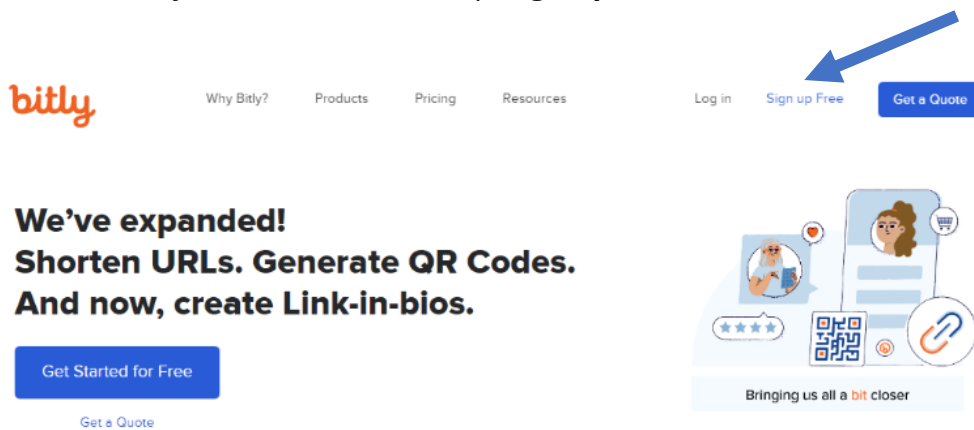 bitly
Why Bitly? Products Pricing Resources Log in Sign up Free Get a Quote
We've expanded!
Shorten URLs. Generate QR Codes.
And now, create Link-in-bios.
Get Started for Free
Get a Quote
Bringing us all a bit closer